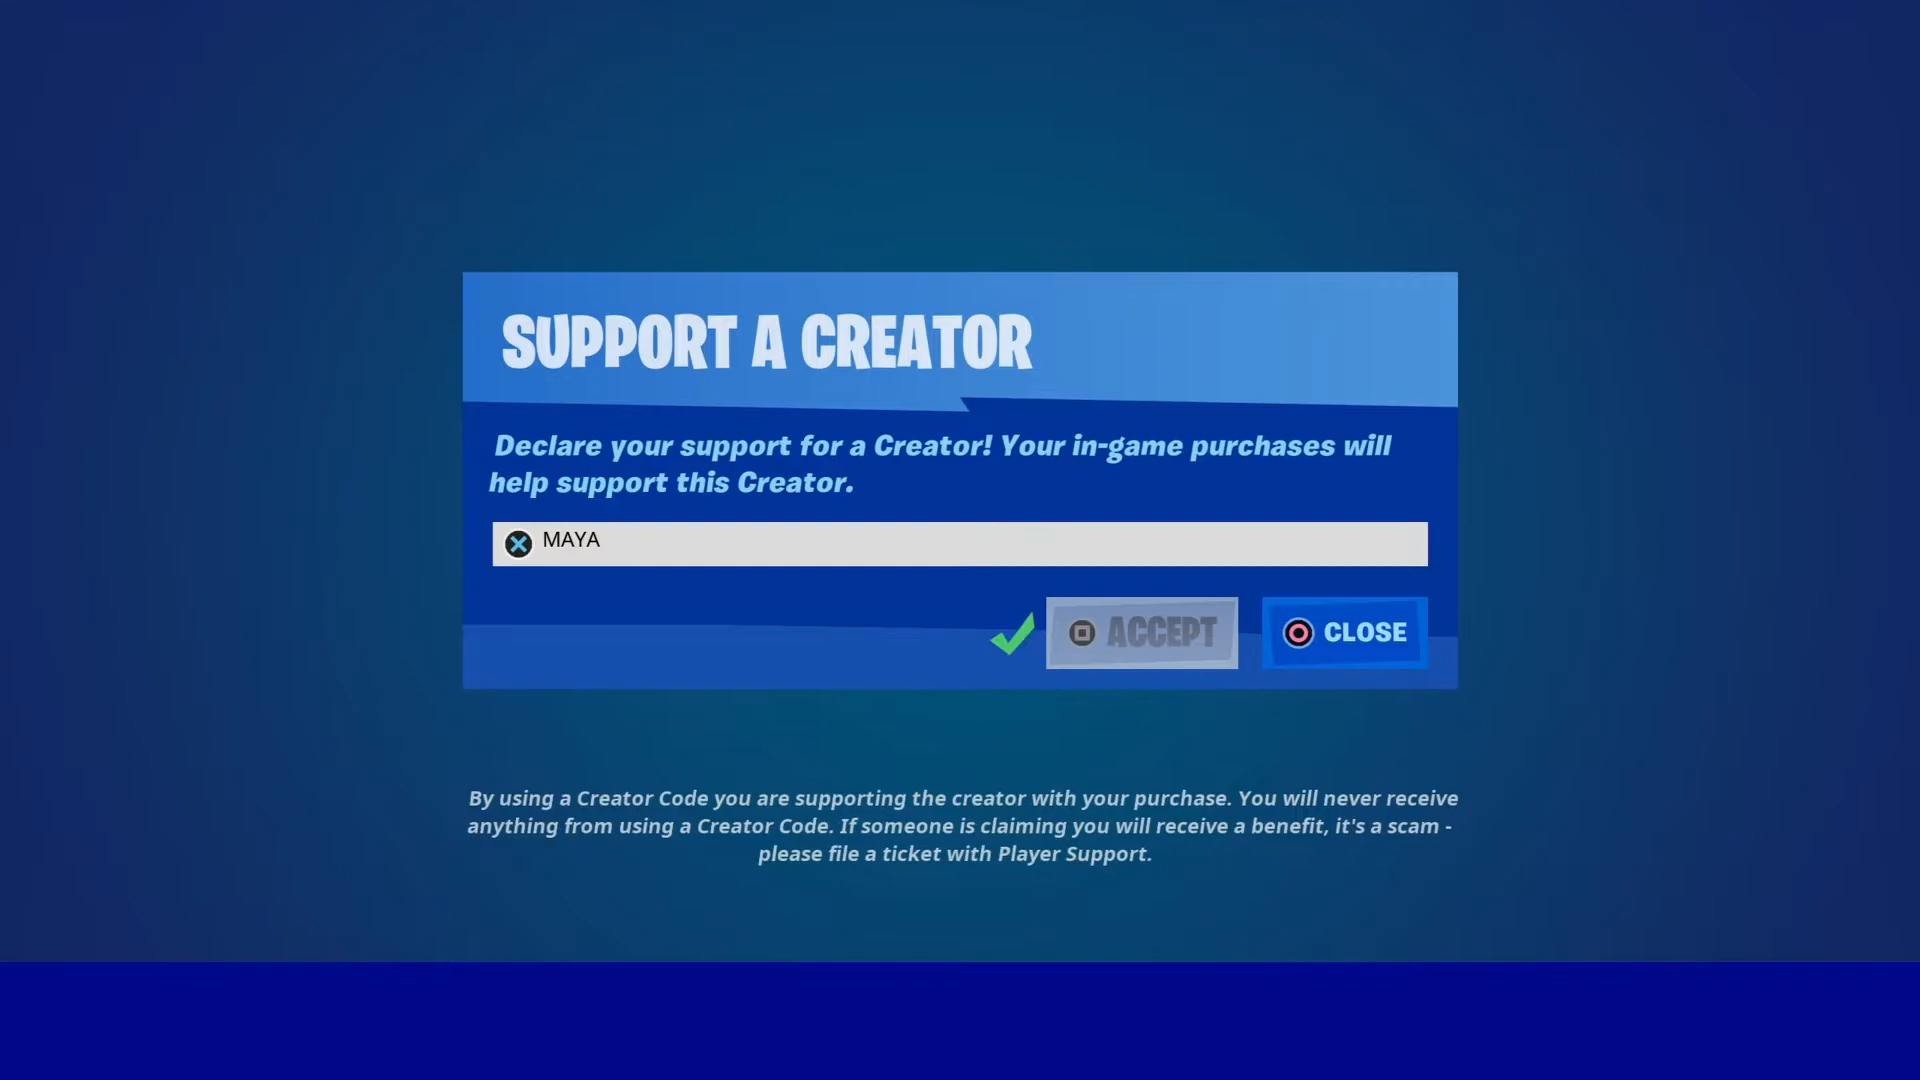 SUPPORT A CREATOR
Declare your support for a Creator! Your in-game purchases will
help support this Creator.
MAYA
ACCEPT
CLOSE
By using a Creator Code you are supporting the creator with your purchase. You will never receive
anything from using a Creator Code. If someone is claiming you will receive a benefit, it's a scam -
please file a ticket with Player Support.